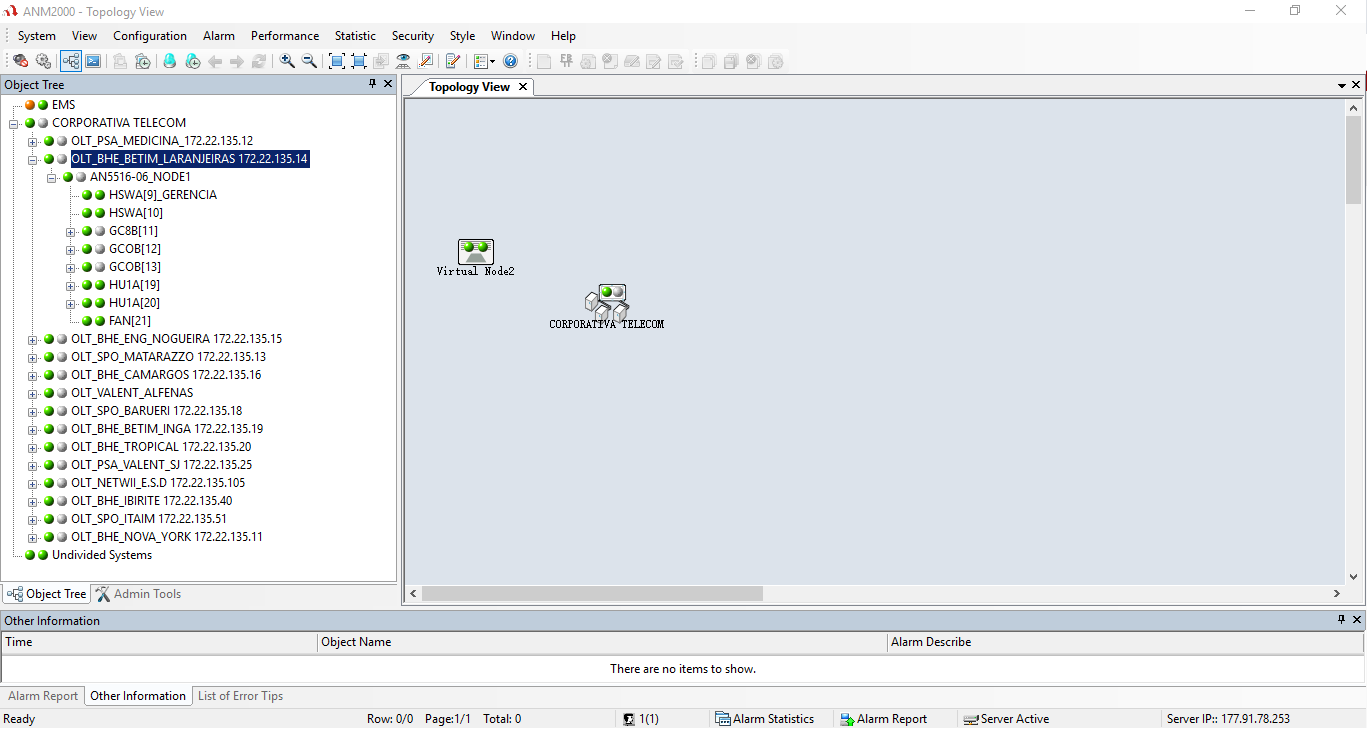 ANM2000 - Topology View
System View Configuration Alarm Performance Statistic Security Style Window Help
Object Tree
EMS
CORPORATIVA TELECOM
OLT_PSA_MEDICINA_172.22.135.12
OLT_BHE_BETIM_LARANJEIRAS 172.22.135.14
AN5516-06_NODE1
HSWA[9]_GERENCIA
HSWA[10]
GC8B[11]
GCOB[12]
GCOB[13]
HU1A[19]
HU1A[20]
FAN[21]
OLT_BHE_ENG_NOGUEIRA 172.22.135.15
OLT_SPO_MATARAZZO 172.22.135.13
OLT_BHE_CAMARGOS 172.22.135.16
OLT_VALENT_ALFENAS
OLT_SPO_BARUERI 172.22.135.18
OLT_BHE_BETIM_INGA 172.22.135.19
OLT_BHE_TROPICAL 172.22.135.20
OLT_PSA_VALENT_SJ 172.22.135.25
OLT_NETWII_E.S.D 172.22.135.105
OLT_BHE_IBIRITE 172.22.135.40
OLT_SPO_ITAIM 172.22.135.51
OLT_BHE_NOVA_YORK 172.22.135.11
Undivided Systems
Object Tree Admin Tools
Topology View
Virtual Node2
CORPORATIVA TELECOM
Other Information
Time Object Name Alarm Describe
There are no items to show.
Alarm Report Other Information List of Error Tips
Ready Row: 0/0 Page:1/1 Total: 0 1(1) Alarm Statistics Alarm Report Server Active Server IP:: 177.91.78.253